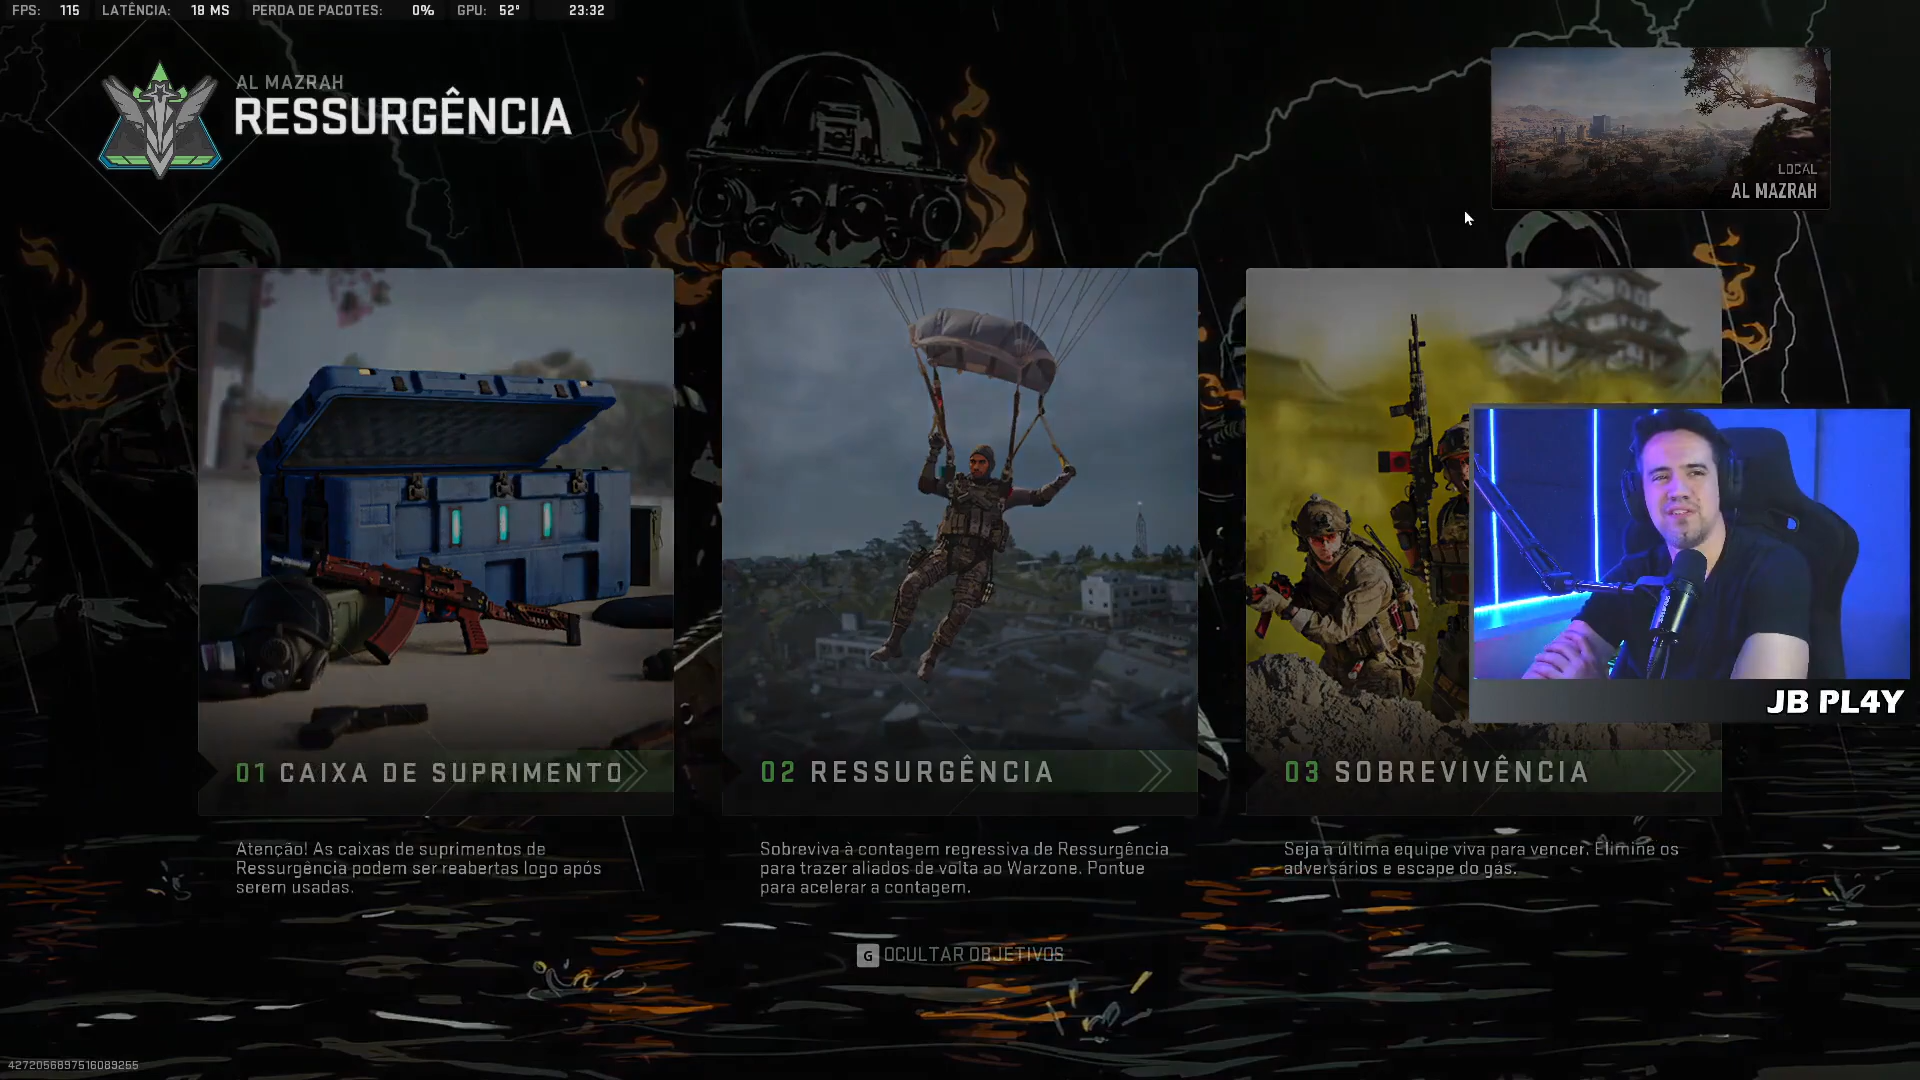 FPS: 115 LATÊNCIA: 18 MS PERDA DE PACOTES: 0% GPU: 52° 23:32
AL MAZRAH
RESSURGÊNCIA
LOCAL
AL MAZRAH
01 CAIXA DE SUPRIMENTO
Atenção! As caixas de suprimentos de
Ressurgência podem ser reabertas logo após
serem usadas.
02 RESSURGÊNCIA
Sobreviva à contagem regressiva de Ressurgência
para trazer aliados de volta ao Warzone. Pontue
para acelerar a contagem.
03 SOBREVIVÊNCIA
Seja a última equipe viva para vencer. Elimine os
adversários e escape do gás.
JB PL4Y
G OCULTAR OBJETIVOS
4272056897516089255